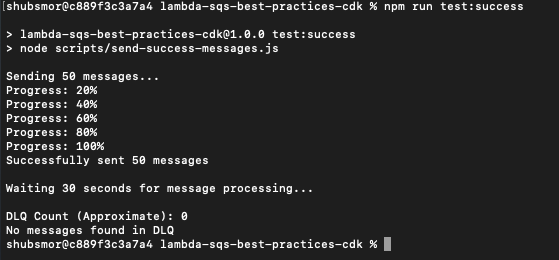 [shubsmor@c889f3c3a7a4 lambda-sqs-best-practices-cdk % npm run test:success
> lambda-sqs-best-practices-cdk@1.0.0 test:success
> node scripts/send-success-messages.js
Sending 50 messages...
Progress: 20%
Progress: 40%
Progress: 60%
Progress: 80%
Progress: 100%
Successfully sent 50 messages
Waiting 30 seconds for message processing...
DLQ Count (Approximate): 0
No messages found in DLQ
shubsmor@c889f3c3a7a4 lambda-sqs-best-practices-cdk %